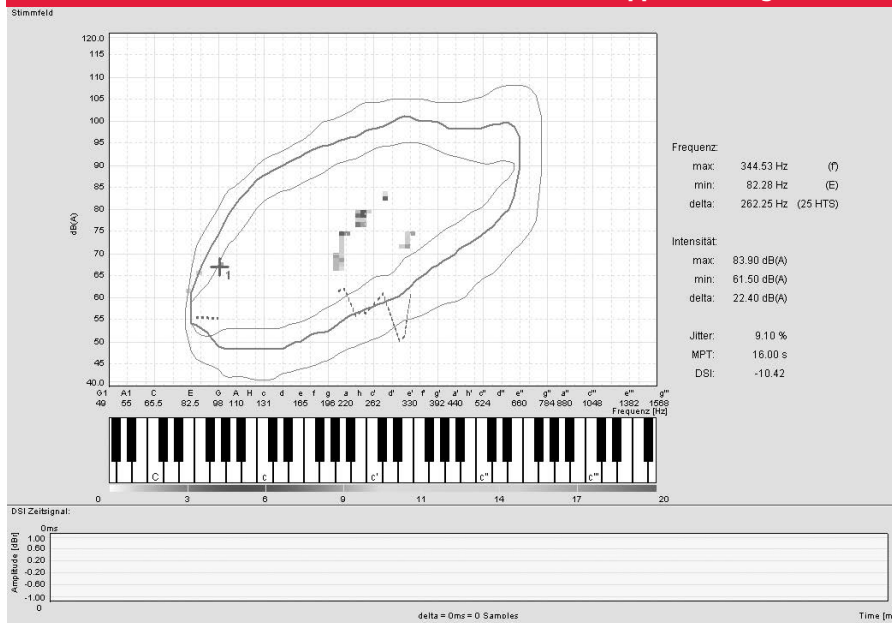 Stimmfeld
120.0
115
110
105
100
95
90
85
80
75
70
65
60
55
50
45
40.0
dB(A)
1
G1 A1 C E G A H c d e f g a h c' d' e' f' g' a' h' c'' d'' e'' g'' a'' c''' e''' g'''
49 55 65.5 82.5 98 110 131 165 196 220 262 330 392 440 524 660 784 880 1048 1382 1568
Frequenz [Hz]
C c c' c'' c'''
0 3 6 9 11 14 17 20
Frequenz:
max: 344.53 Hz (f')
min: 82.28 Hz (E)
delta: 262.25 Hz (25 HTS)
Intensität:
max: 83.90 dB(A)
min: 61.50 dB(A)
delta: 22.40 dB(A)
Jitter: 9.10 %
MPT: 16.00 s
DSI: -10.42
DSI Zeitsignal:
0ms
1.00
0.60
0.20
-0.20
-0.60
-1.00
0
Amplitude [dBr]
delta = 0ms = 0 Samples
Time [m